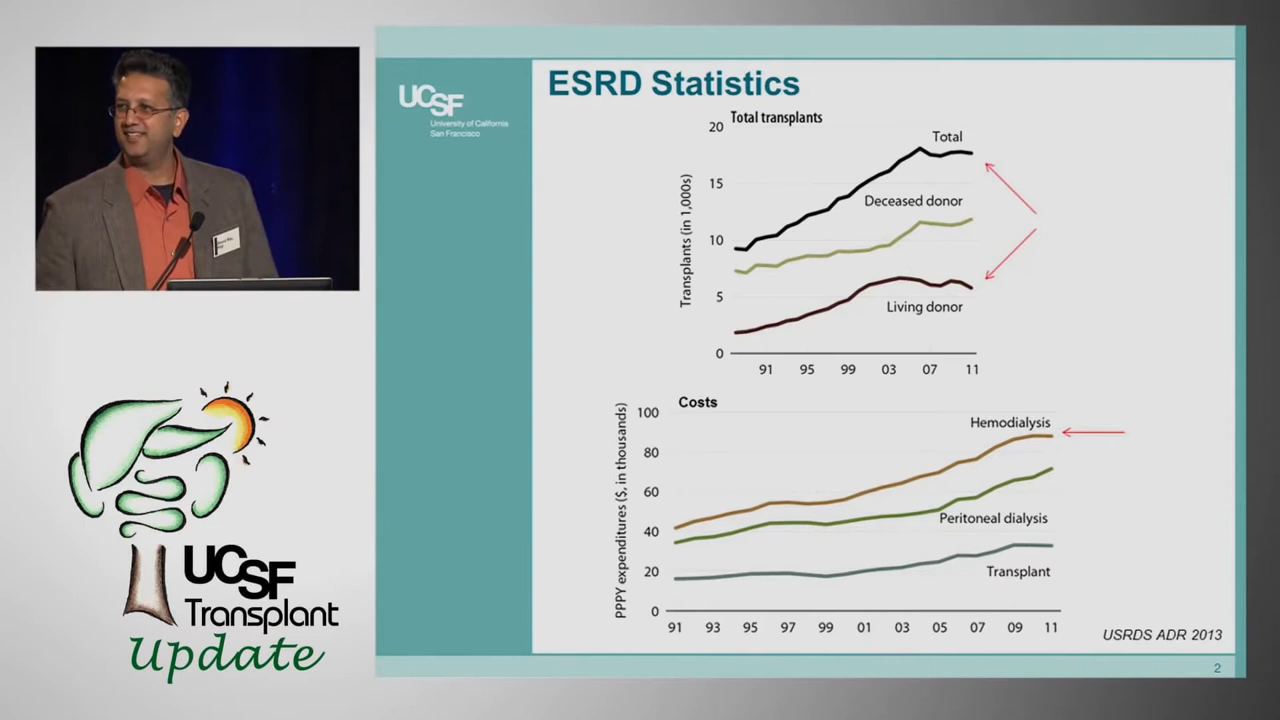 UCSF
University of California
San Francisco
ESRD Statistics
Total transplants
Transplants (in 1,000s)
20
15
10
5
0
Total
Deceased donor
Living donor
91 95 99 03 07 11
Costs
PPPY expenditures ($, in thousands)
100
80
60
40
20
0
Hemodialysis
Peritoneal dialysis
Transplant
91 93 95 97 99 01 03 05 07 09 11
USRDS ADR 2013
2
UCSF
Transplant
Update